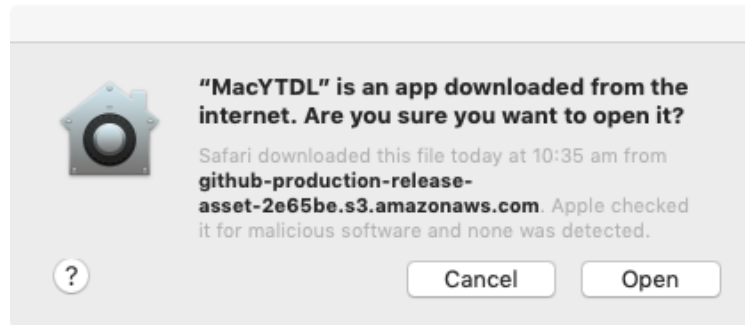 “MacYTDL” is an app downloaded from the
internet. Are you sure you want to open it?
Safari downloaded this file today at 10:35 am from
github-production-release-
asset-2e65be.s3.amazonaws.com. Apple checked
it for malicious software and none was detected.
?
Cancel
Open